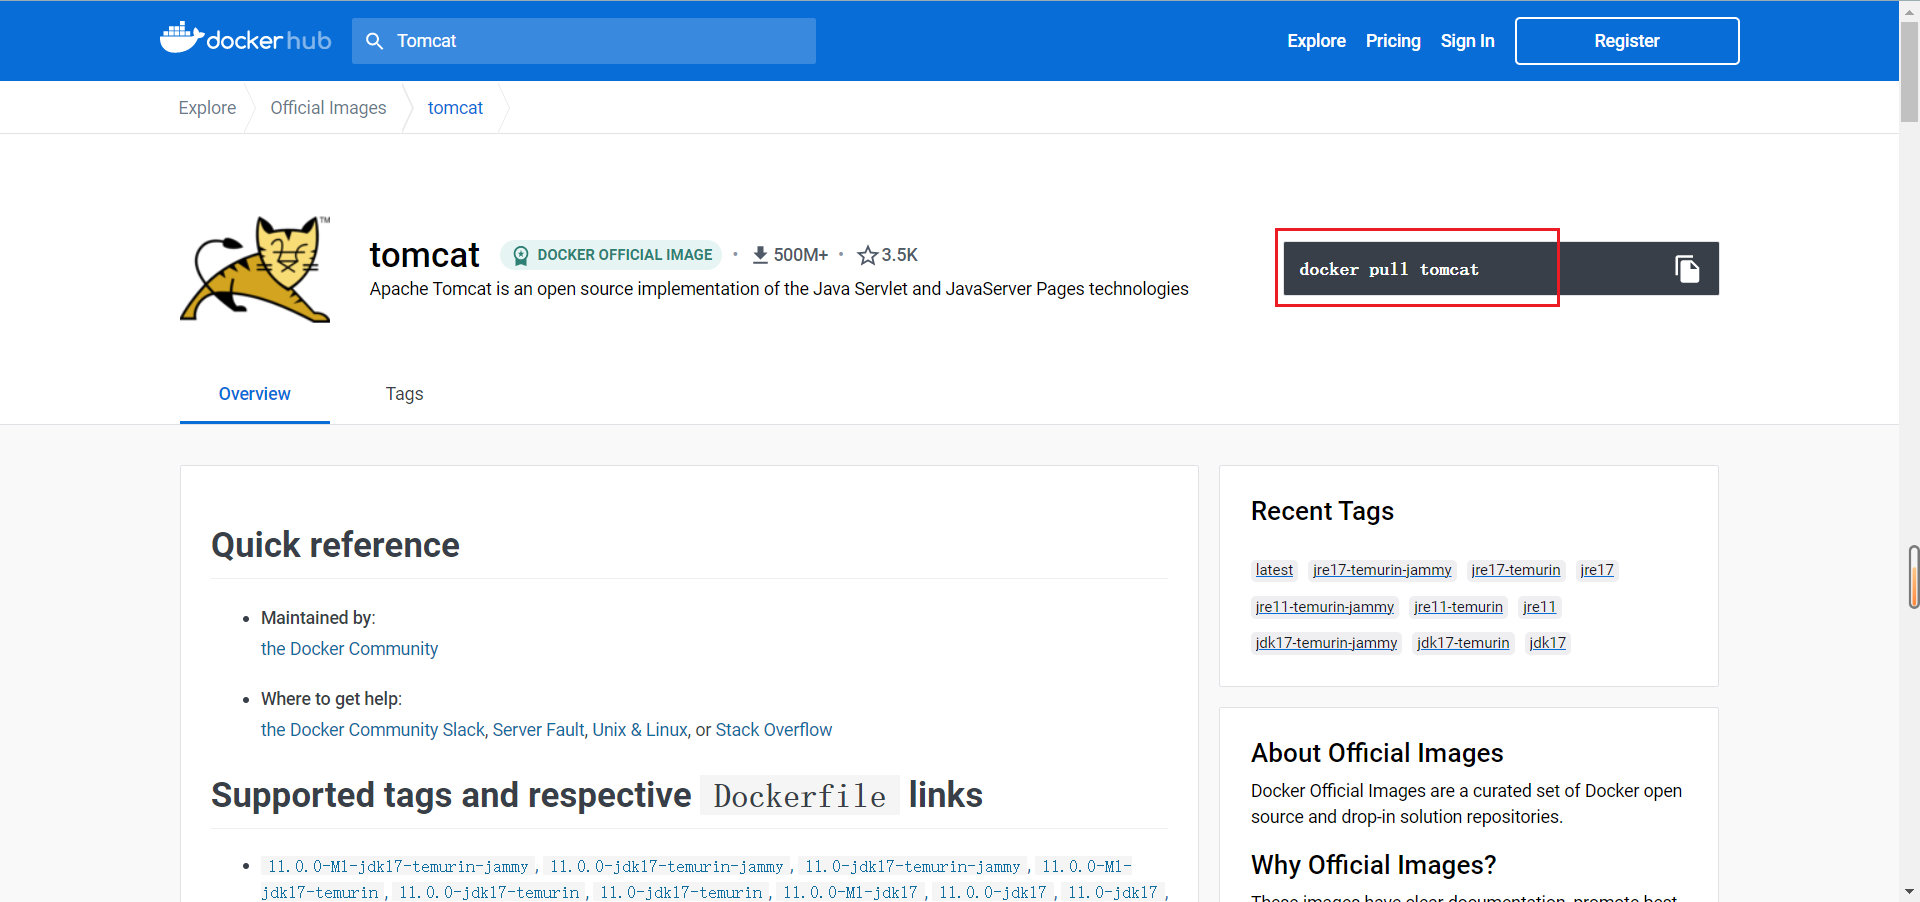 docker hub
Tomcat
Explore
Pricing
Sign In
Register
Explore
Official Images
tomcat
TM
tomcat
DOCKER OFFICIAL IMAGE
• 500M+ • 3.5K
Apache Tomcat is an open source implementation of the Java Servlet and JavaServer Pages technologies
docker pull tomcat
Overview
Tags
Quick reference
• Maintained by:
the Docker Community
• Where to get help:
the Docker Community Slack, Server Fault, Unix & Linux, or Stack Overflow
Supported tags and respective Dockerfile links
• 11.0.0-M1-jdk17-temurin-jammy, 11.0.0-jdk17-temurin-jammy, 11.0-jdk17-temurin-jammy, 11.0.0-M1-
jdk17-temurin, 11.0.0-jdk17-temurin, 11.0-jdk17-temurin, 11.0.0-M1-jdk17, 11.0.0-jdk17, 11.0-jdk17,
Recent Tags
latest jre17-temurin-jammy jre17-temurin jre17
jre11-temurin-jammy jre11-temurin jre11
jdk17-temurin-jammy jdk17-temurin jdk17
About Official Images
Docker Official Images are a curated set of Docker open
source and drop-in solution repositories.
Why Official Images?
These images have clear documentation, promote best